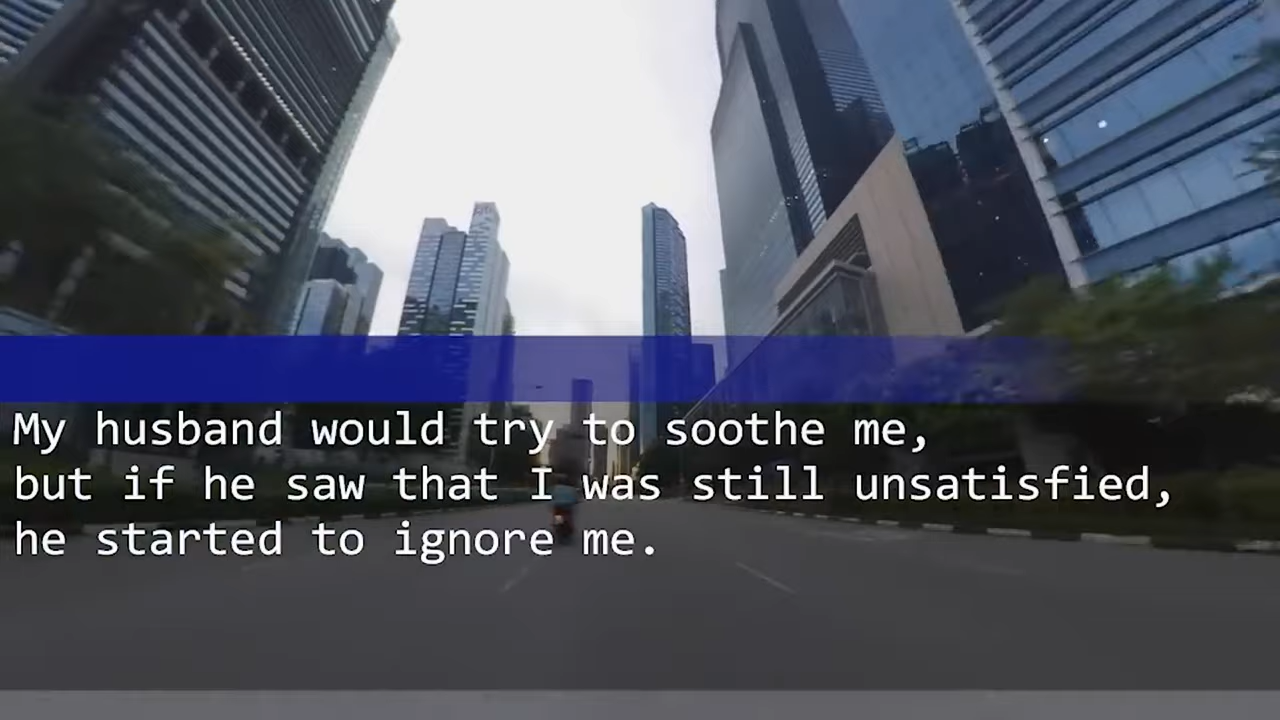 My husband would try to soothe me,
but if he saw that I was still unsatisfied,
he started to ignore me.